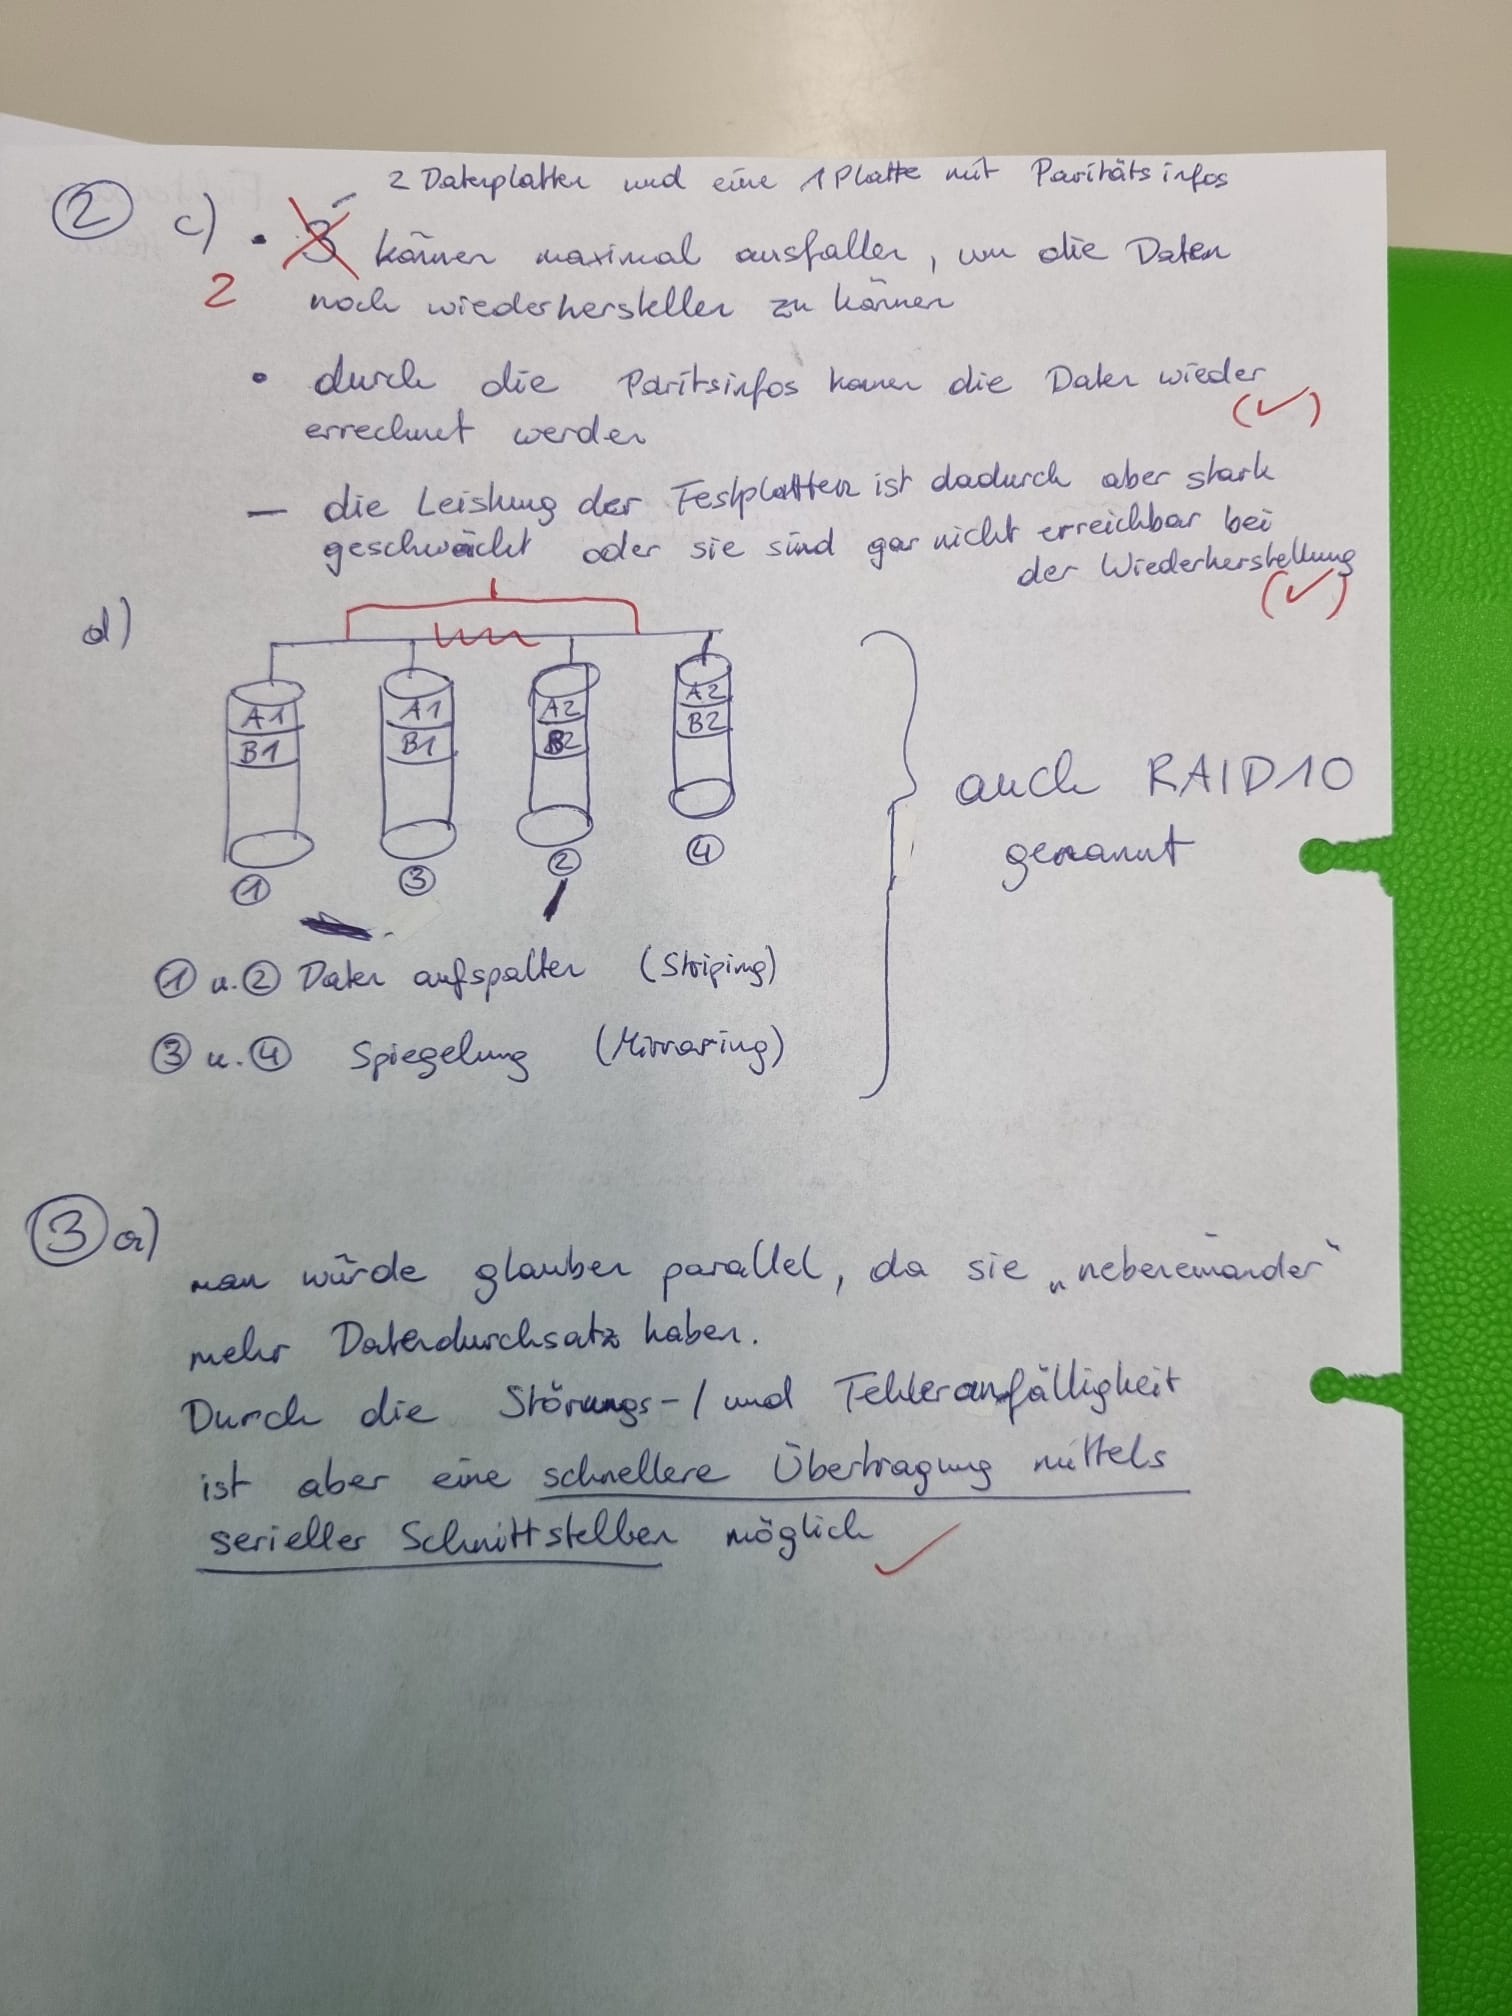 2 Datenplatten und eine 1 Platte mit Paritätsinfos
② c) • 3 können maximal ausfallen, um die Daten
2 noch wiederherstellen zu können
• durch die Paritsinfos konen die Daten wieder
(✓)
errechnet werden
— die Leistung der Festplatten ist dadurch aber stark
geschwächt oder sie sind gar nicht erreichbar bei
der Wiederherstellung
(✓)
d)
A1 A1 A2 A2
B1 B1 B2 B2
① ③ ② ④
auch RAID10
genannt
① u. ② Daten aufspalten (Striping)
③ u. ④ Spiegelung (Mirroring)
③ a)
man würde glauben parallel, da sie „nebeneinander“
mehr Datendurchsatz haben.
Durch die Störungs-/und Fehleranfälligkeit
ist aber eine schnellere Übertragung mittels
serieller Schnittstellen möglich ✓